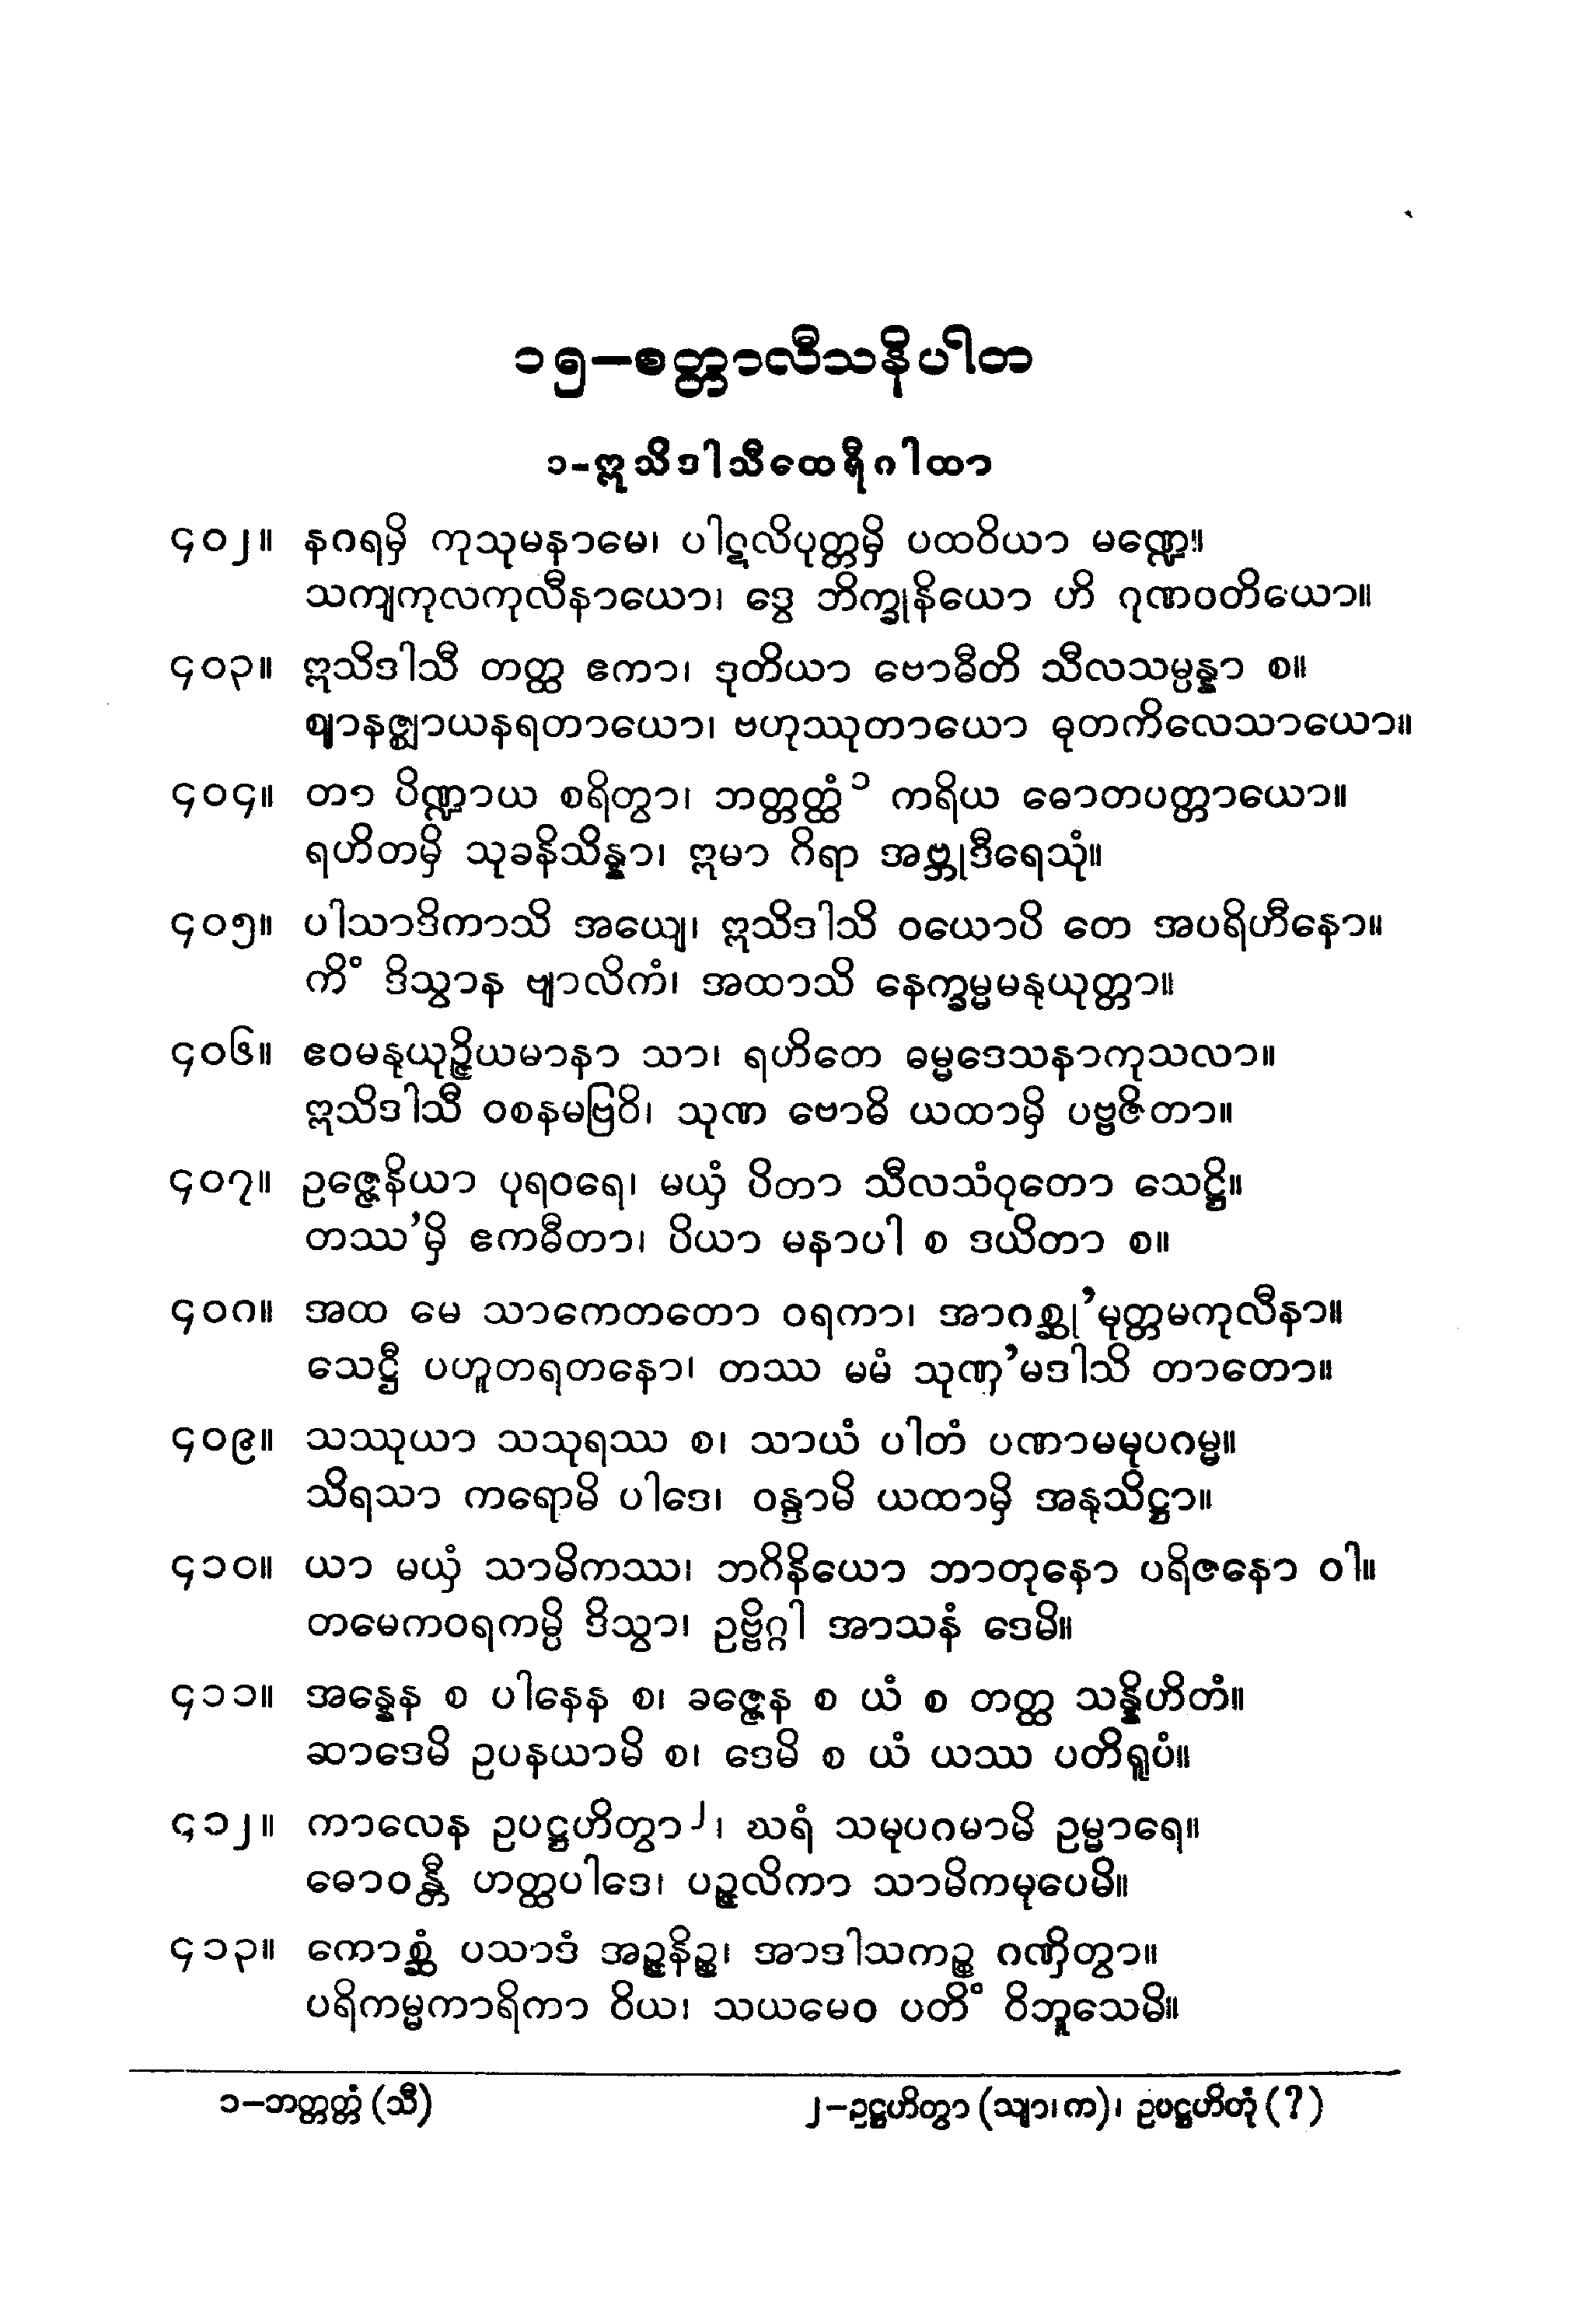 ၁၅–စတ္တာလီသနိပါတ
၁–ဣသိဒါသီထေရီဂါထာ
၄၀၂။ နဂရမှိ ကုသုမနာမေ၊ ပါဋလိပုတ္တမှိ ပထဝိယာ မဏ္ဍေ။
သကျကုလကုလီနာယော၊ ဒွေ ဘိက္ခုနိယော ဟိ ဂုဏဝတိယော။
၄၀၃။ ဣသိဒါသီ တတ္ထ ဧကာ၊ ဒုတိယာ ဗောဓီတိ သီလသမ္ပန္နာ စ။
ဈာနဇ္ဈာယနရတာယော၊ ဗဟုဿုတာယော ဓုတကိလေသာယော။
၄၀၄။ တာ ပိဏ္ဍာယ စရိတွာ၊ ဘတ္တတ္ထံ ၁ ကရိယ ဓောတပတ္တာယော။
ရဟိတမှိ သုခနိသိန္နာ၊ ဣမာ ဂိရာ အဗ္ဘုဒီရေသုံ။
၄၀၅။ ပါသာဒိကာသိ အယျေ၊ ဣသိဒါသိ ဝယောပိ တေ အပရိဟီနော။
ကိံ ဒိသွာန ဗျာလိကံ၊ အထာသိ နေက္ခမ္မမနုယုတ္တာ။
၄၀၆။ ဧဝမနုယုဉ္ဇိယမာနာ သာ၊ ရဟိတေ ဓမ္မဒေသနာကုသလာ။
ဣသိဒါသီ ဝစနမဗြဝိ၊ သုဏ ဗောဓိ ယထာမှိ ပဗ္ဗဇိတာ။
၄၀၇။ ဥဇ္ဇေနိယာ ပုရဝရေ၊ မယှံ ပိတာ သီလသံဝုတော သေဋ္ဌိ။
တဿ’မှိ ဧကဓီတာ၊ ပိယာ မနာပါ စ ဒယိတာ စ။
၄၀၈။ အထ မေ သာကေတတော ဝရကာ၊ အာဂစ္ဆု’မုတ္တမကုလီနာ။
သေဋ္ဌီ ပဟူတရတနော၊ တဿ မမံ သုဏှ’မဒါသိ တာတော။
၄၀၉။ သဿုယာ သသုရဿ စ၊ သာယံ ပါတံ ပဏာမမုပဂမ္မ။
သိရသာ ကရောမိ ပါဒေ၊ ဝန္ဒာမိ ယထာမှိ အနုသိဋ္ဌာ။
၄၁၀။ ယာ မယှံ သာမိကဿ၊ ဘဂိနိယော ဘာတုနော ပရိဇနော ဝါ။
တမေကဝရကမ္ပိ ဒိသွာ၊ ဥဗ္ဗိဂ္ဂါ အာသနံ ဒေမိ။
၄၁၁။ အန္နေန စ ပါနေန စ၊ ခဇ္ဇေန စ ယံ စ တတ္ထ သန္နိဟိတံ။
ဆာဒေမိ ဥပနယာမိ စ၊ ဒေမိ စ ယံ ယဿ ပတိရူပံ။
၄၁၂။ ကာလေန ဥပဋ္ဌဟိတွာ ၂၊ ဃရံ သမုပဂမာမိ ဥမ္မာရေ။
ဓောဝန္တီ ဟတ္ထပါဒေ၊ ပဉ္ဇလိကာ သာမိကမုပေမိ။
၄၁၃။ ကောစ္ဆံ ပသာဒံ အဉ္ဇနိဉ္စ၊ အာဒါသကဉ္စ ဂဏှိတွာ။
ပရိကမ္မကာရိကာ ဝိယ၊ သယမေဝ ပတိံ ဝိဘူသေမိ။
၁–ဘတ္တတ္တံ (သီ)
၂–ဥဋ္ဌဟိတွာ (သျာ၊ က)၊ ဥပဋ္ဌဟိတုံ (?)